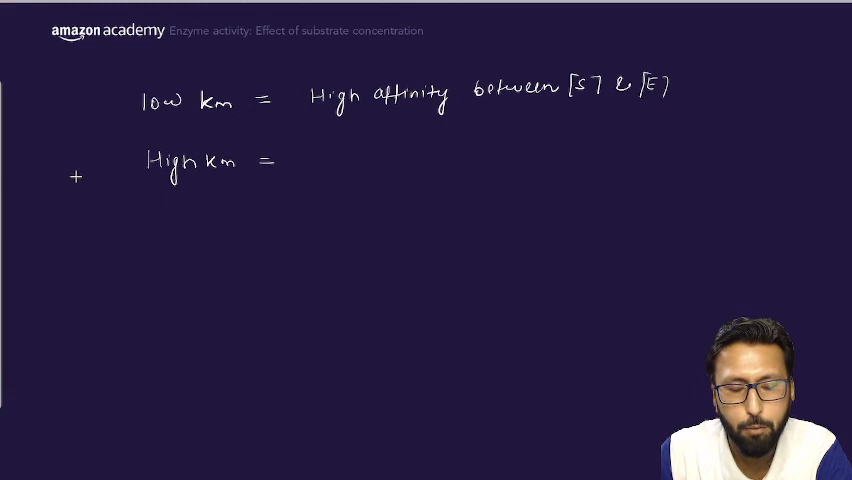 amazon academy Enzyme activity: Effect of substrate concentration
low km = High affinity between [S] & [E]
High km =